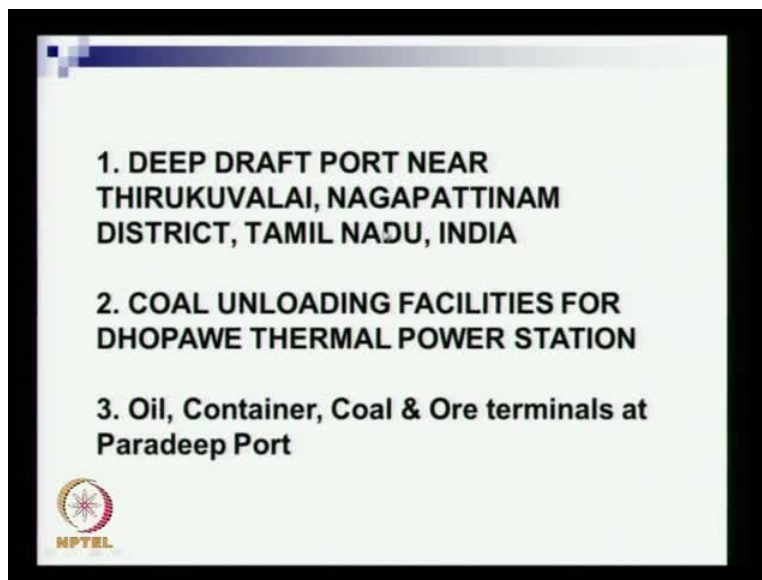 1. DEEP DRAFT PORT NEAR
THIRUKUVALAI, NAGAPATTINAM
DISTRICT, TAMIL NADU, INDIA
2. COAL UNLOADING FACILITIES FOR
DHOPAWE THERMAL POWER STATION
3. Oil, Container, Coal & Ore terminals at
Paradeep Port
NPTEL